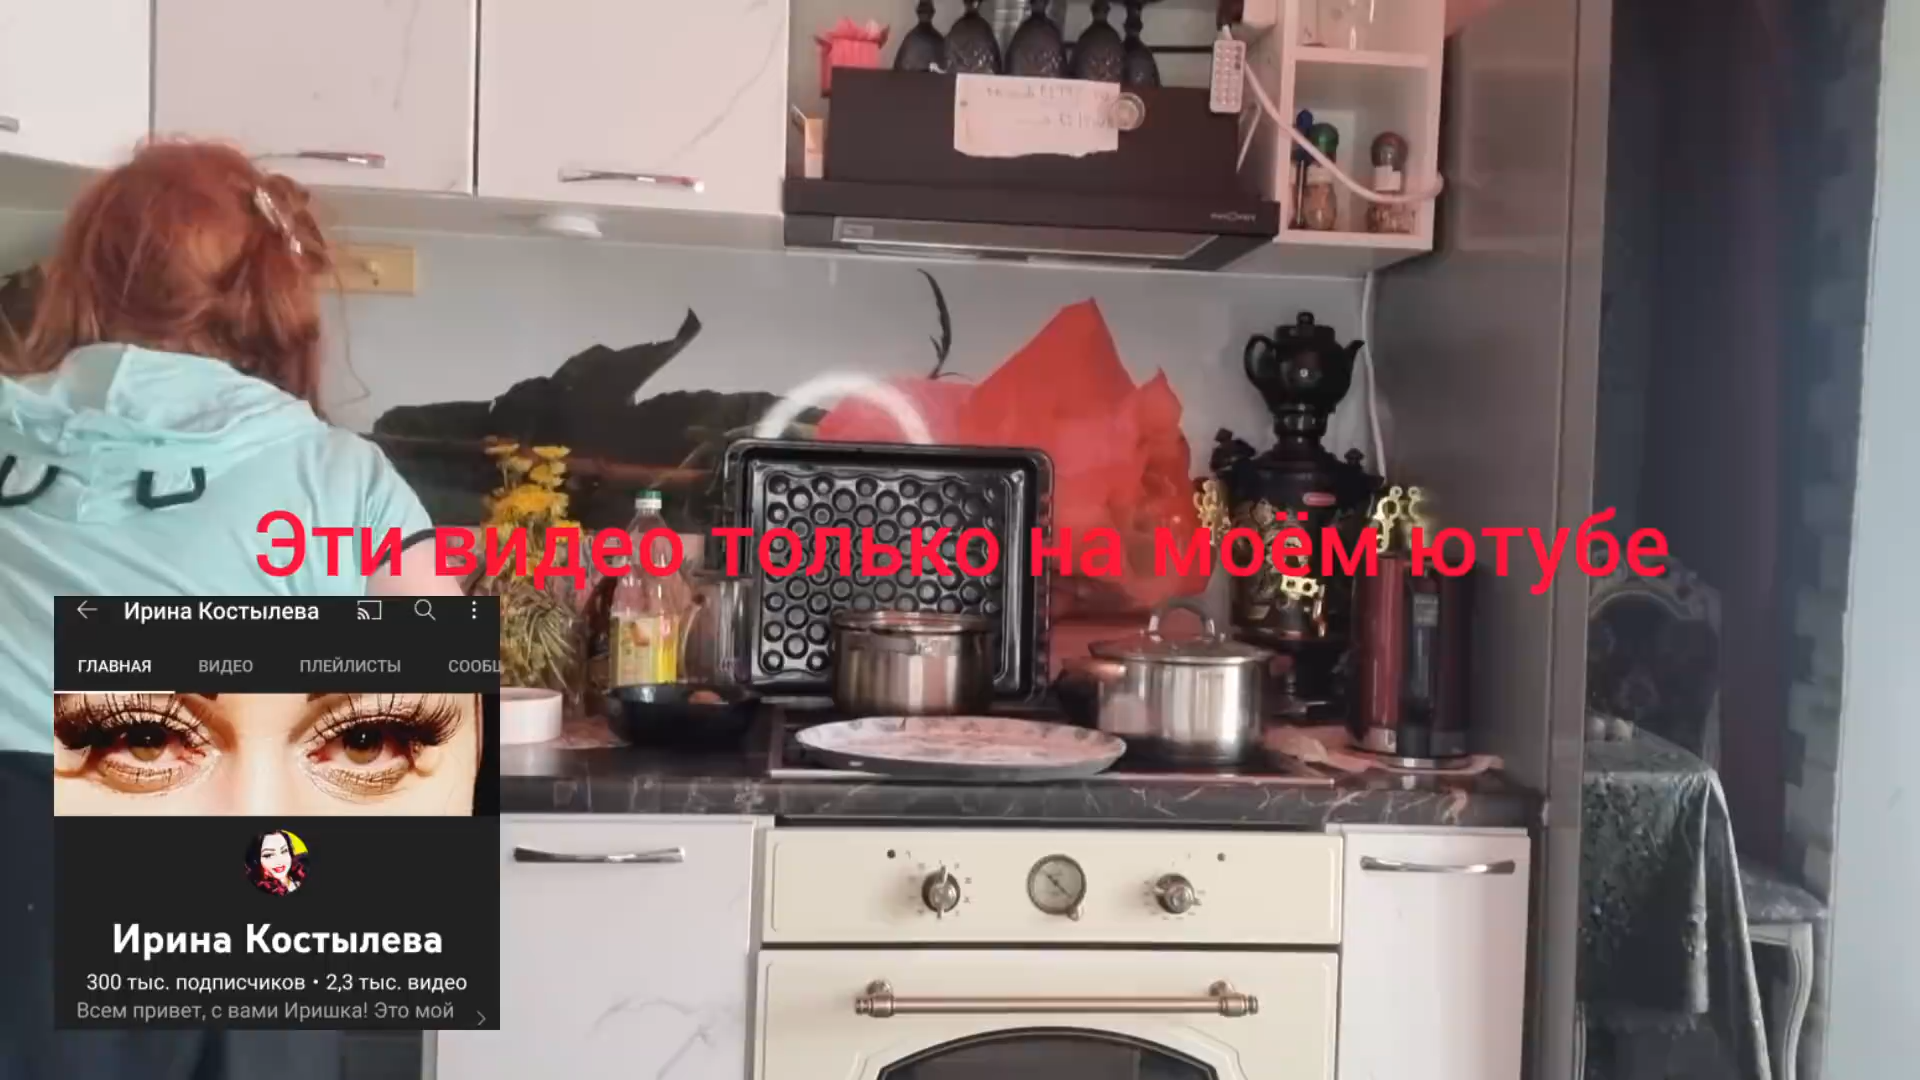 Эти видео только на моём ютубе
Ирина Костылева
ГЛАВНАЯ ВИДЕО ПЛЕЙЛИСТЫ СООБЩ
Ирина Костылева
300 тыс. подписчиков • 2,3 тыс. видео
Всем привет, с вами Иришка! Это мой